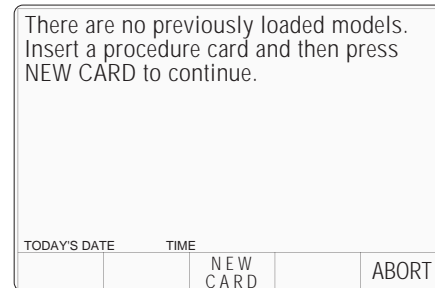 There are no previously loaded models.
Insert a procedure card and then press
NEW CARD to continue.
TODAY'S DATE TIME
NEW
CARD
ABORT